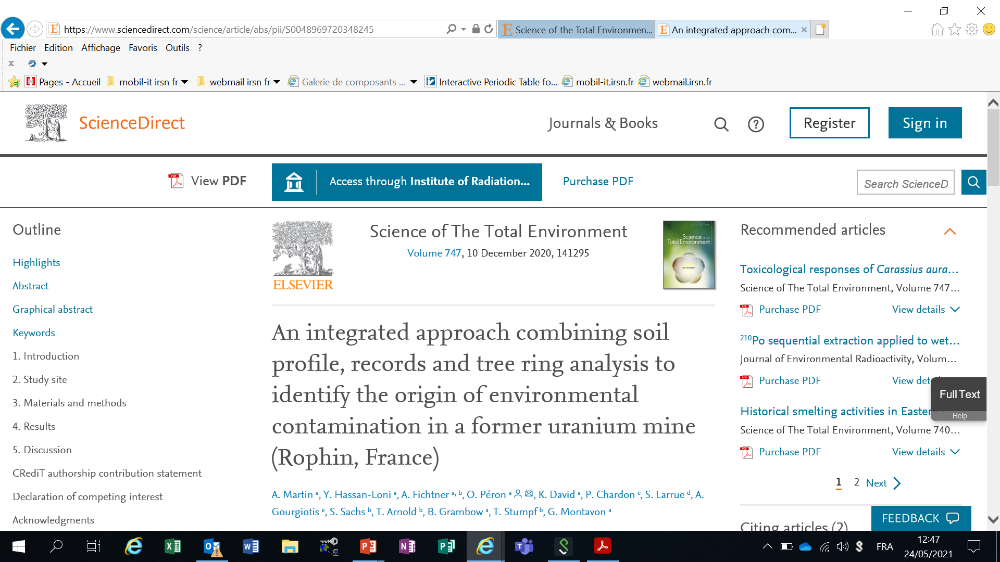 https://www.sciencedirect.com/science/article/abs/pii/S0048969720348245
Science of the Total Environmen...
An integrated approach com...
Fichier Edition Affichage Favoris Outils ?
x
Pages - Accueil mobil-it irsn fr webmail irsn fr Galerie de composants ... Interactive Periodic Table fo... mobil-it.irsn.fr webmail.irsn.fr
ScienceDirect
Journals & Books
Register
Sign in
View PDF
Access through Institute of Radiation...
Purchase PDF
Search ScienceD
Outline
Highlights
Abstract
Graphical abstract
Keywords
1. Introduction
2. Study site
3. Materials and methods
4. Results
5. Discussion
CRediT authorship contribution statement
Declaration of competing interest
Acknowledgments
ELSEVIER
Science of The Total Environment
Volume 747, 10 December 2020, 141295
Science OF THE
Total Environment
An integrated approach combining soil
profile, records and tree ring analysis to
identify the origin of environmental
contamination in a former uranium mine
(Rophin, France)
A. Martin a, Y. Hassan-Loni a, A. Fichtner a, b, O. Péron a, K. David a, P. Chardon c, S. Larrue d, A.
Gourgiotis e, S. Sachs b, T. Arnold b, B. Grambow a, T. Stumpf b, G. Montavon a
Recommended articles
Toxicological responses of Carassius aura...
Science of The Total Environment, Volume 747...
Purchase PDF View details
210Po sequential extraction applied to wet...
Journal of Environmental Radioactivity, Volum...
Purchase PDF View det
Full Text
Help
Historical smelting activities in Easter
Science of The Total Environment, Volume 740...
Purchase PDF View details
1 2 Next
Citing articles (2)
FEEDBACK
FRA
12:47
24/05/2021